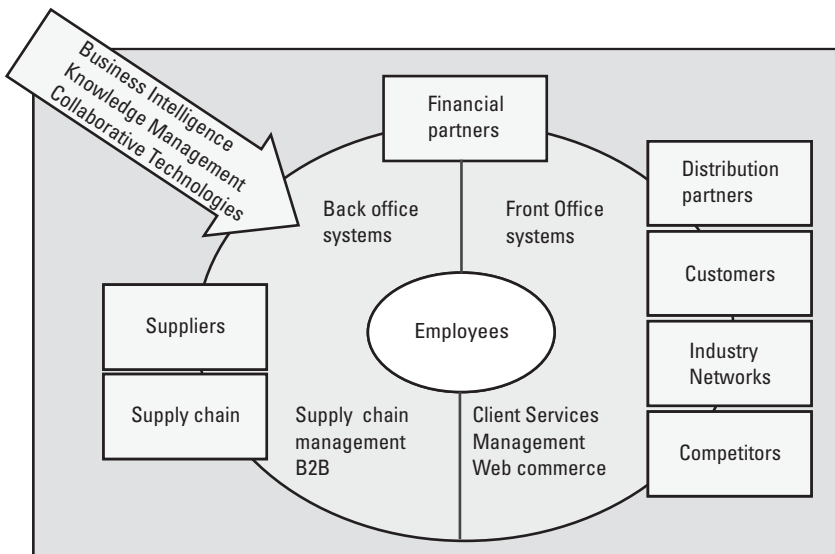 Business Intelligence
Knowledge Management
Collaborative Technologies
Financial
partners
Distribution
partners
Back office
systems
Front Office
systems
Customers
Suppliers
Employees
Industry
Networks
Supply chain
Supply chain
management
B2B
Client Services
Management
Web commerce
Competitors